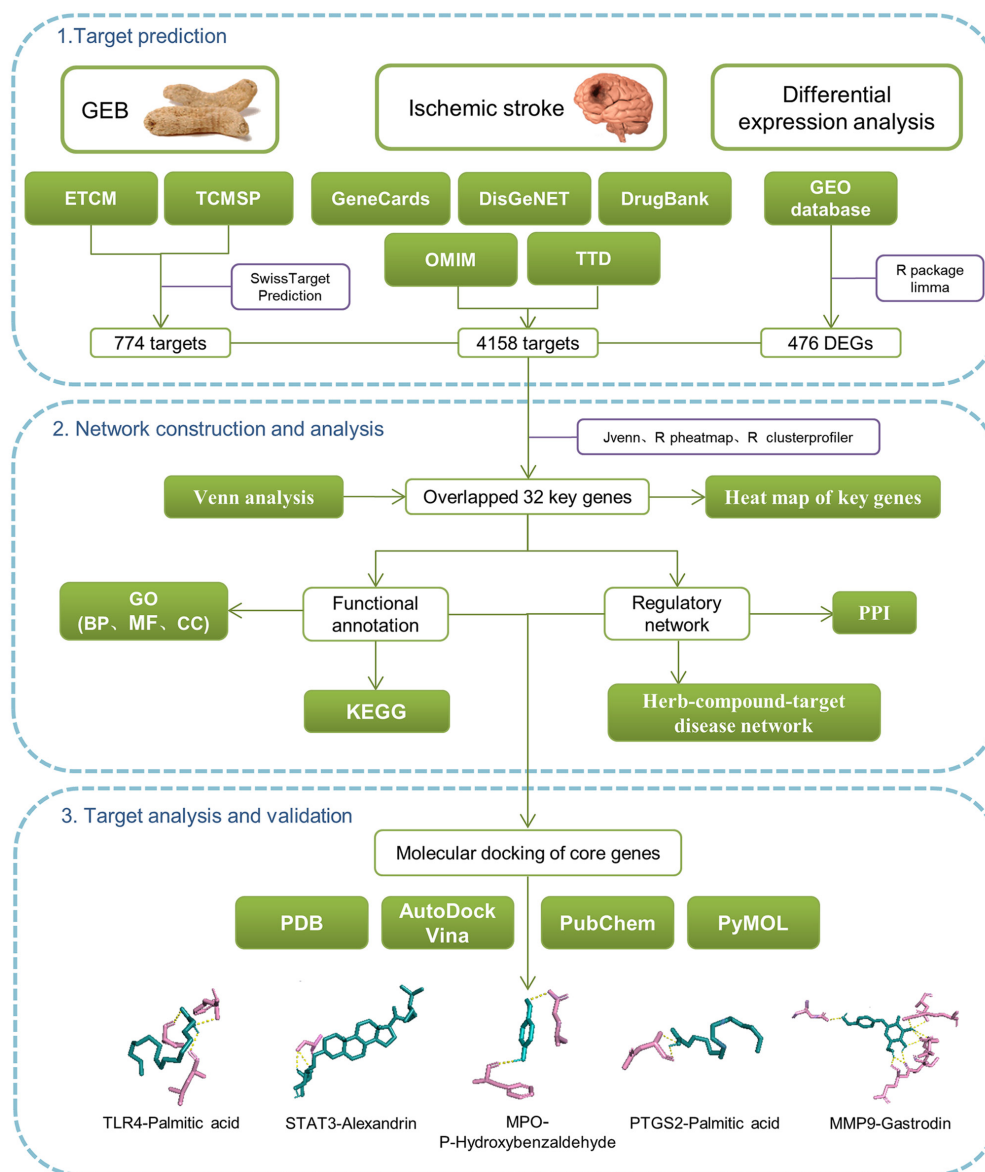 1.Target prediction
GEB
Ischemic stroke
Differential
expression analysis
ETCM
TCMSP
GeneCards
DisGeNET
DrugBank
GEO
database
OMIM
TTD
SwissTarget
Prediction
R package
limma
774 targets
4158 targets
476 DEGs
2. Network construction and analysis
Jvenn、R pheatmap、R clusterprofiler
Venn analysis
Overlapped 32 key genes
Heat map of key genes
GO
(BP、MF、CC)
Functional
annotation
Regulatory
network
PPI
KEGG
Herb-compound-target
disease network
3. Target analysis and validation
Molecular docking of core genes
PDB
AutoDock
Vina
PubChem
PyMOL
TLR4-Palmitic acid
STAT3-Alexandrin
MPO-
P-Hydroxybenzaldehyde
PTGS2-Palmitic acid
MMP9-Gastrodin